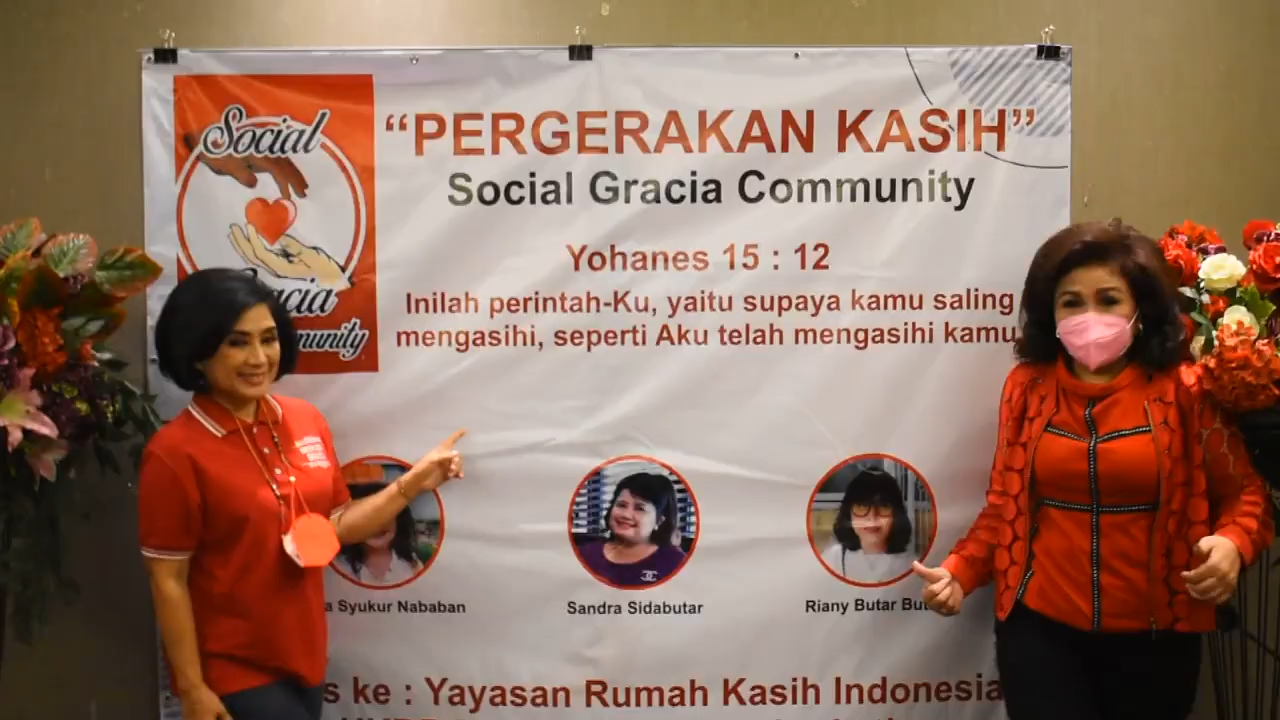 Social
“PERGERAKAN KASIH”
Social Gracia Community
Yohanes 15 : 12
Inilah perintah-Ku, yaitu supaya kamu saling
mengasihi, seperti Aku telah mengasihi kamu
Syukur Nababan
Sandra Sidabutar
Riany Butar
ke : Yayasan Rumah Kasih Indonesia